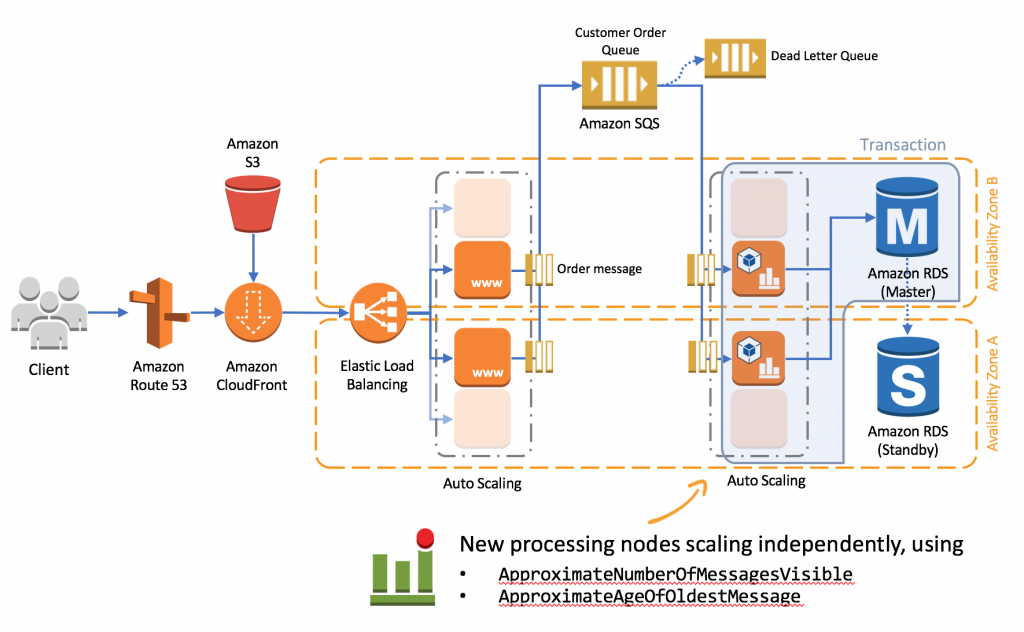 Customer Order
Queue
Dead Letter Queue
Amazon SQS
Amazon
S3
Transaction
Availability Zone B
www
Order message
Amazon RDS
(Master)
M
Client
Amazon
Route 53
Amazon
CloudFront
Elastic Load
Balancing
www
S
Amazon RDS
(Standby)
Availability Zone A
Auto Scaling
Auto Scaling
New processing nodes scaling independently, using
• ApproximateNumberOfMessagesVisible
• ApproximateAgeOfOldestMessage